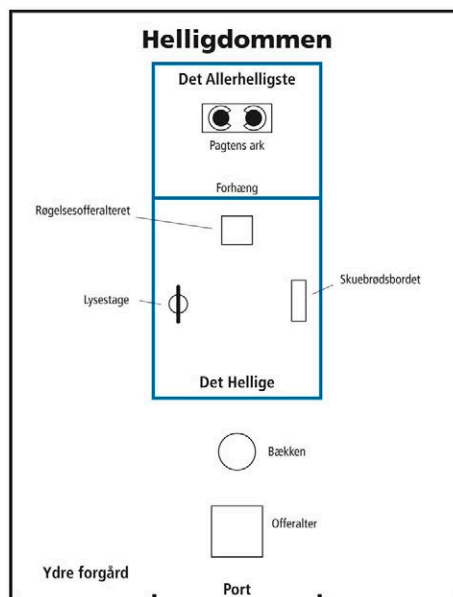 Helligdommen
Det Allerhelligste
Pagtens ark
Forhæng
Røgelsesofferalteret
Skuebrødsbordet
Lysestage
Det Hellige
Bækken
Offeralter
Ydre forgård
Port